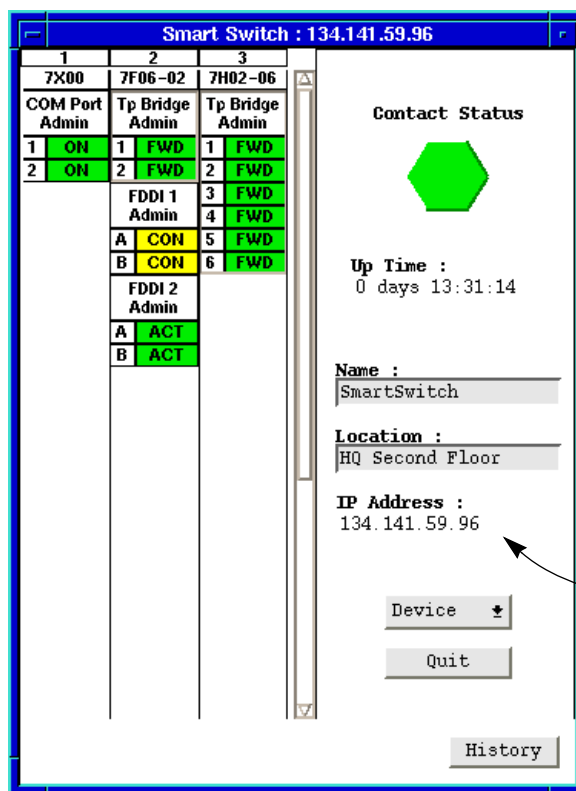 Smart Switch : 134.141.59.96
1 2 3
7X00 7F06-02 7H02-06
COM Port Admin
1 ON
2 ON
Tp Bridge Admin
1 FWD
2 FWD
FDDI 1 Admin
A CON
B CON
FDDI 2 Admin
A ACT
B ACT
Tp Bridge Admin
1 FWD
2 FWD
3 FWD
4 FWD
5 FWD
6 FWD
Contact Status
Up Time :
0 days 13:31:14
Name :
SmartSwitch
Location :
HQ Second Floor
IP Address :
134.141.59.96
Device
Quit
History